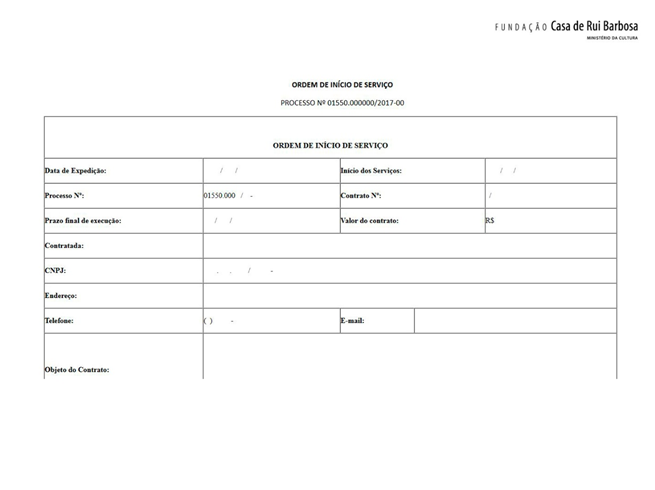 FUNDAÇÃO Casa de Rui Barbosa
MINISTÉRIO DA CULTURA
ORDEM DE INÍCIO DE SERVIÇO
PROCESSO Nº 01550.000000/2017-00
ORDEM DE INÍCIO DE SERVIÇO
Data de Expedição: / / Início dos Serviços: / /
Processo Nº: 01550.000 / - Contrato Nº: /
Prazo final de execução: / / Valor do contrato: R$
Contratada:
CNPJ: . . / -
Endereço:
Telefone: ( ) - E-mail:
Objeto do Contrato: